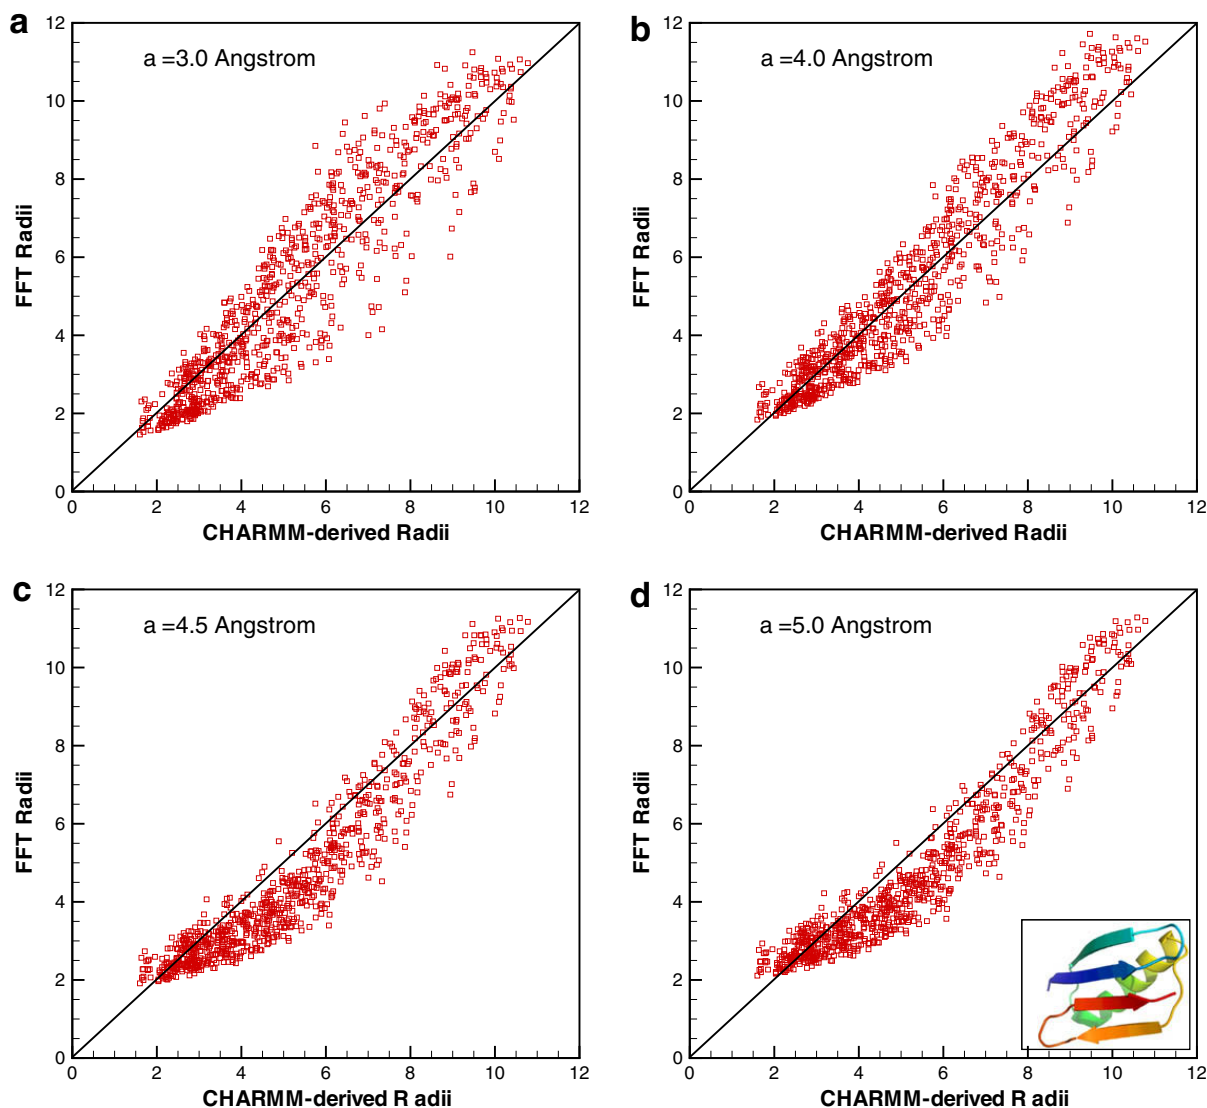 a
a =3.0 Angstrom
12
10
8
6
4
2
0
FFT Radii
0 2 4 6 8 10 12
CHARMM-derived Radii
b
a =4.0 Angstrom
12
10
8
6
4
2
0
FFT Radii
0 2 4 6 8 10 12
CHARMM-derived Radii
c
a =4.5 Angstrom
12
10
8
6
4
2
0
FFT Radii
0 2 4 6 8 10 12
CHARMM-derived R adii
d
a =5.0 Angstrom
12
10
8
6
4
2
0
FFT Radii
0 2 4 6 8 10 12
CHARMM-derived R adii